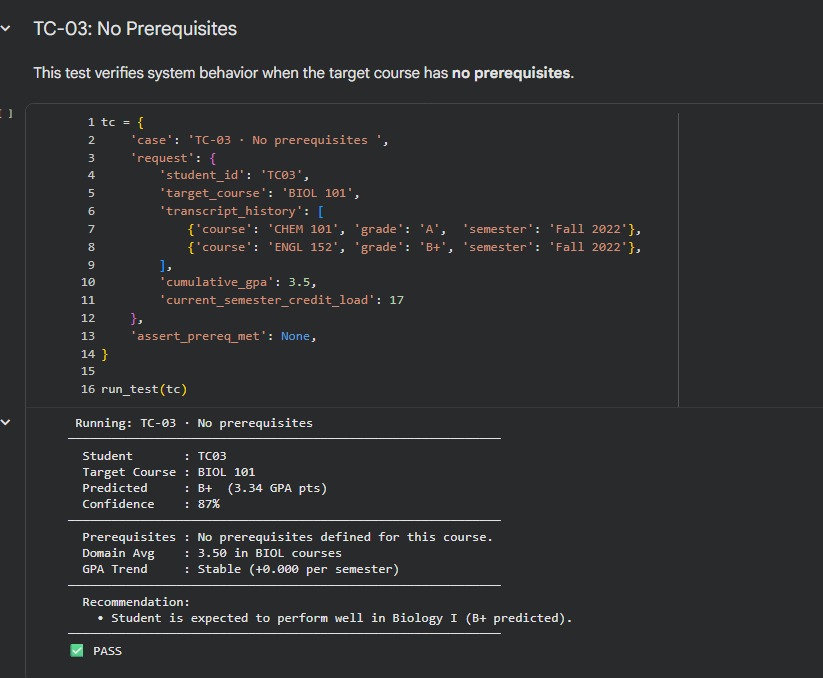 TC-03: No Prerequisites
This test verifies system behavior when the target course has no prerequisites.
[ ]
1 tc = {
2     'case': 'TC-03 · No prerequisites ',
3     'request': {
4         'student_id': 'TC03',
5         'target_course': 'BIOL 101',
6         'transcript_history': [
7             {'course': 'CHEM 101', 'grade': 'A',  'semester': 'Fall 2022'},
8             {'course': 'ENGL 152', 'grade': 'B+', 'semester': 'Fall 2022'},
9         ],
10         'cumulative_gpa': 3.5,
11         'current_semester_credit_load': 17
12     },
13     'assert_prereq_met': None,
14 }
15
16 run_test(tc)
Running: TC-03 · No prerequisites
Student       : TC03
Target Course : BIOL 101
Predicted     : B+  (3.34 GPA pts)
Confidence    : 87%
Prerequisites : No prerequisites defined for this course.
Domain Avg    : 3.50 in BIOL courses
GPA Trend     : Stable (+0.000 per semester)
Recommendation:
• Student is expected to perform well in Biology I (B+ predicted).
✅ PASS